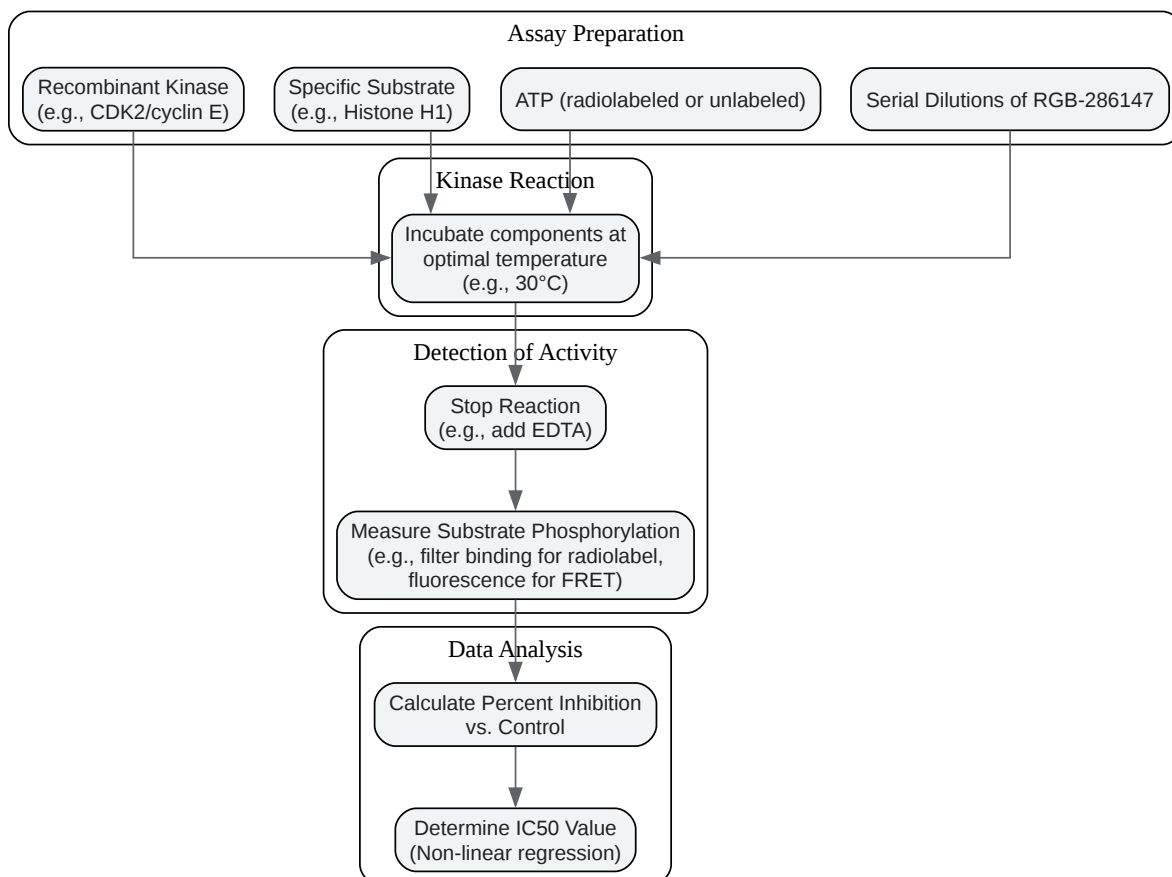 Assay Preparation
Recombinant Kinase
(e.g., CDK2/cyclin E)
Specific Substrate
(e.g., Histone H1)
ATP (radiolabeled or unlabeled)
Serial Dilutions of RGB-286147
Kinase Reaction
Incubate components at
optimal temperature
(e.g., 30°C)
Detection of Activity
Stop Reaction
(e.g., add EDTA)
Measure Substrate Phosphorylation
(e.g., filter binding for radiolabel,
fluorescence for FRET)
Data Analysis
Calculate Percent Inhibition
vs. Control
Determine IC50 Value
(Non-linear regression)